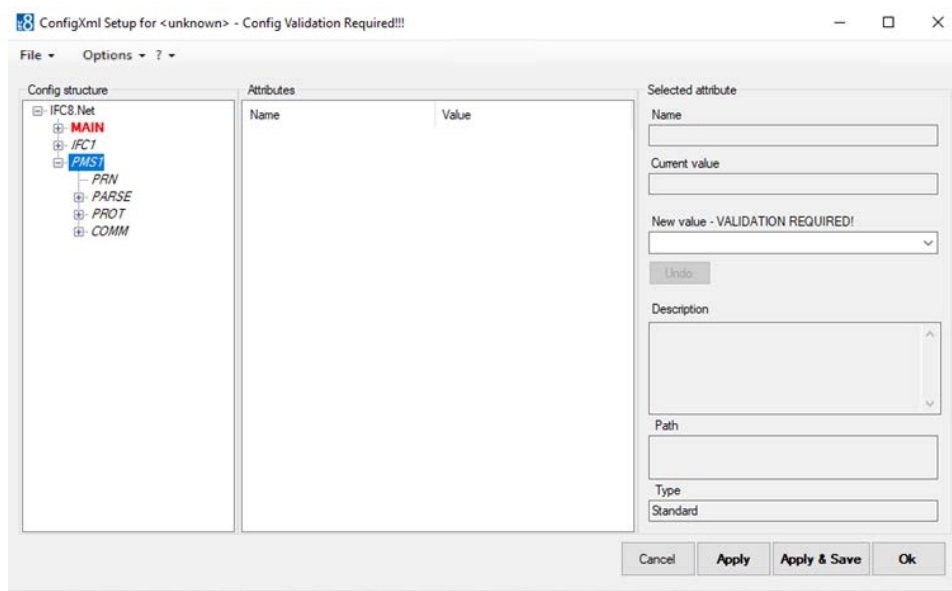 ConfigXml Setup for <unknown> - Config Validation Required!!!
File Options ?
Config structure
IFC8.Net
MAIN
IFC1
PMS1
PRN
PARSE
PROT
COMM
Attributes
Name Value
Selected attribute
Name
Current value
New value - VALIDATION REQUIRED!
Undo
Description
Path
Type
Standard
Cancel Apply Apply & Save Ok